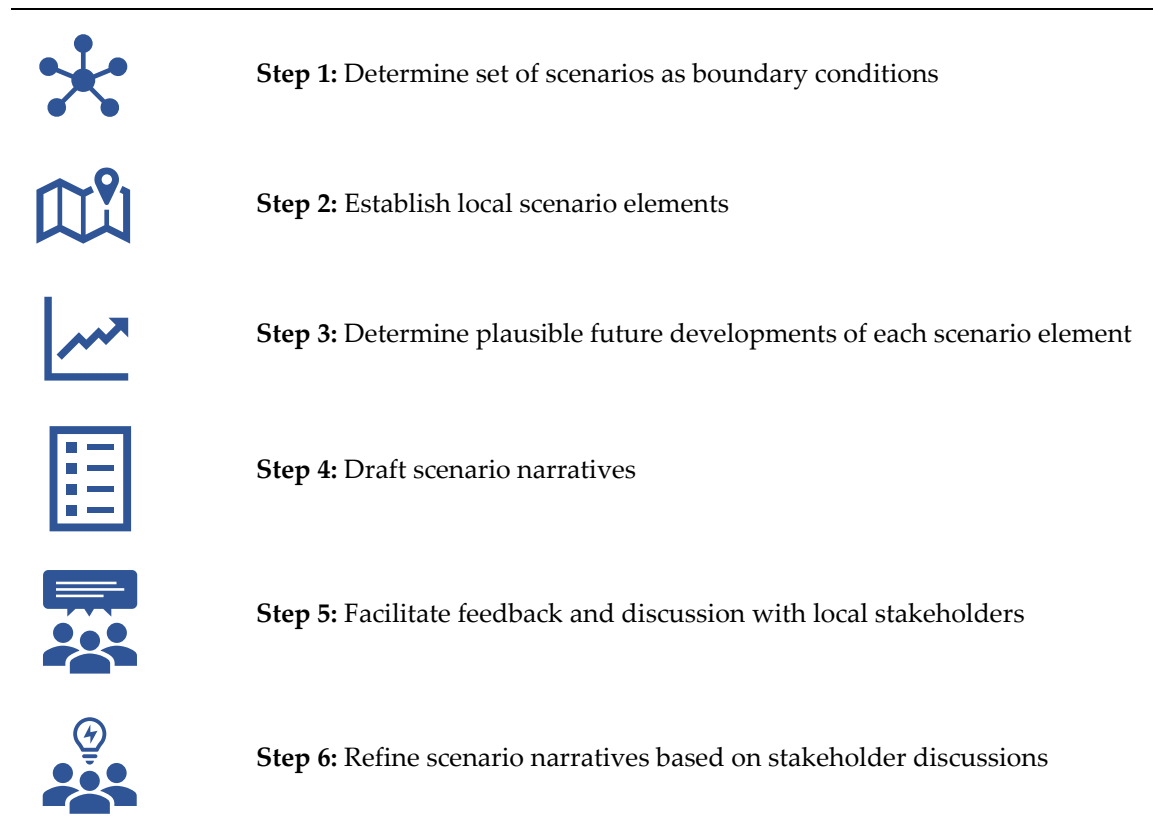 Step 1: Determine set of scenarios as boundary conditions
Step 2: Establish local scenario elements
Step 3: Determine plausible future developments of each scenario element
Step 4: Draft scenario narratives
Step 5: Facilitate feedback and discussion with local stakeholders
Step 6: Refine scenario narratives based on stakeholder discussions